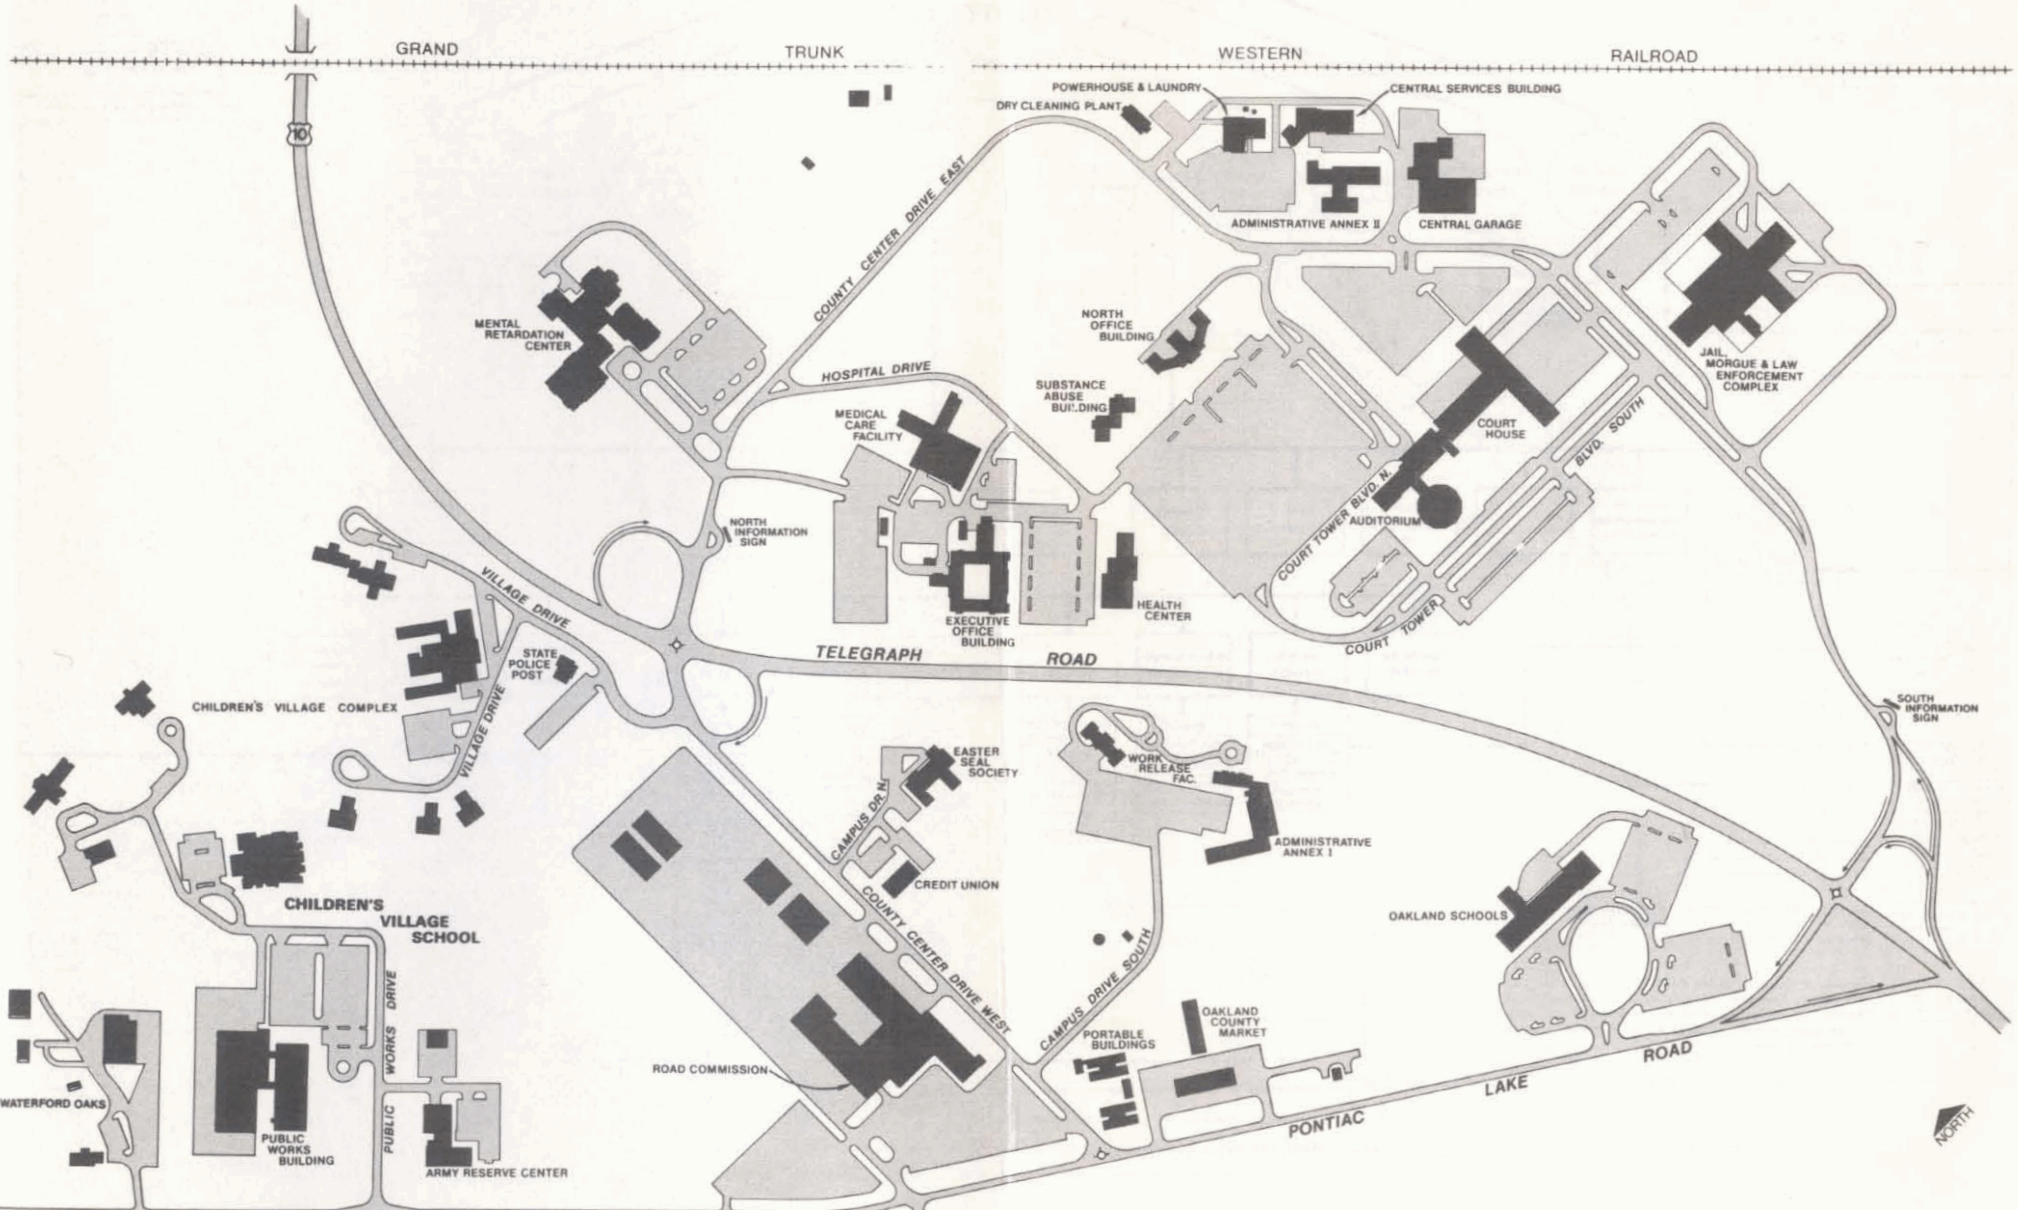 GRAND
TRUNK
WESTERN
RAILROAD
10
POWERHOUSE & LAUNDRY
CENTRAL SERVICES BUILDING
DRY CLEANING PLANT
ADMINISTRATIVE ANNEX II
CENTRAL GARAGE
COUNTY CENTER DRIVE EAST
MENTAL
RETARDATION
CENTER
NORTH
OFFICE
BUILDING
JAIL,
MORGUE & LAW
ENFORCEMENT
COMPLEX
HOSPITAL DRIVE
SUBSTANCE
ABUSE
BUILDING
MEDICAL
CARE
FACILITY
COURT
HOUSE
BLVD. SOUTH
COURT TOWER BLVD. N.
AUDITORIUM
NORTH
INFORMATION
SIGN
VILLAGE DRIVE
HEALTH
CENTER
EXECUTIVE
OFFICE
BUILDING
COURT TOWER
STATE
POLICE
POST
TELEGRAPH ROAD
CHILDREN'S VILLAGE COMPLEX
VILLAGE DRIVE
SOUTH
INFORMATION
SIGN
EASTER
SEAL
SOCIETY
WORK
RELEASE
FAC.
CAMPUS DR. N.
ADMINISTRATIVE
ANNEX I
CREDIT UNION
CHILDREN'S
VILLAGE
SCHOOL
OAKLAND SCHOOLS
COUNTY CENTER DRIVE WEST
CAMPUS DRIVE SOUTH
OAKLAND
COUNTY
MARKET
PORTABLE
BUILDINGS
ROAD COMMISSION
PUBLIC WORKS DRIVE
WATERFORD OAKS
PUBLIC
WORKS
BUILDING
ARMY RESERVE CENTER
PONTIAC LAKE ROAD
NORTH